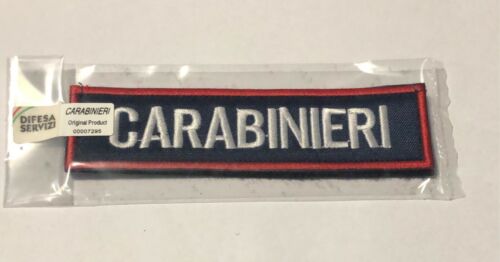 DIFESA
SERVIZI
CARABINIERI
Original Product
00007295
CARABINIERI